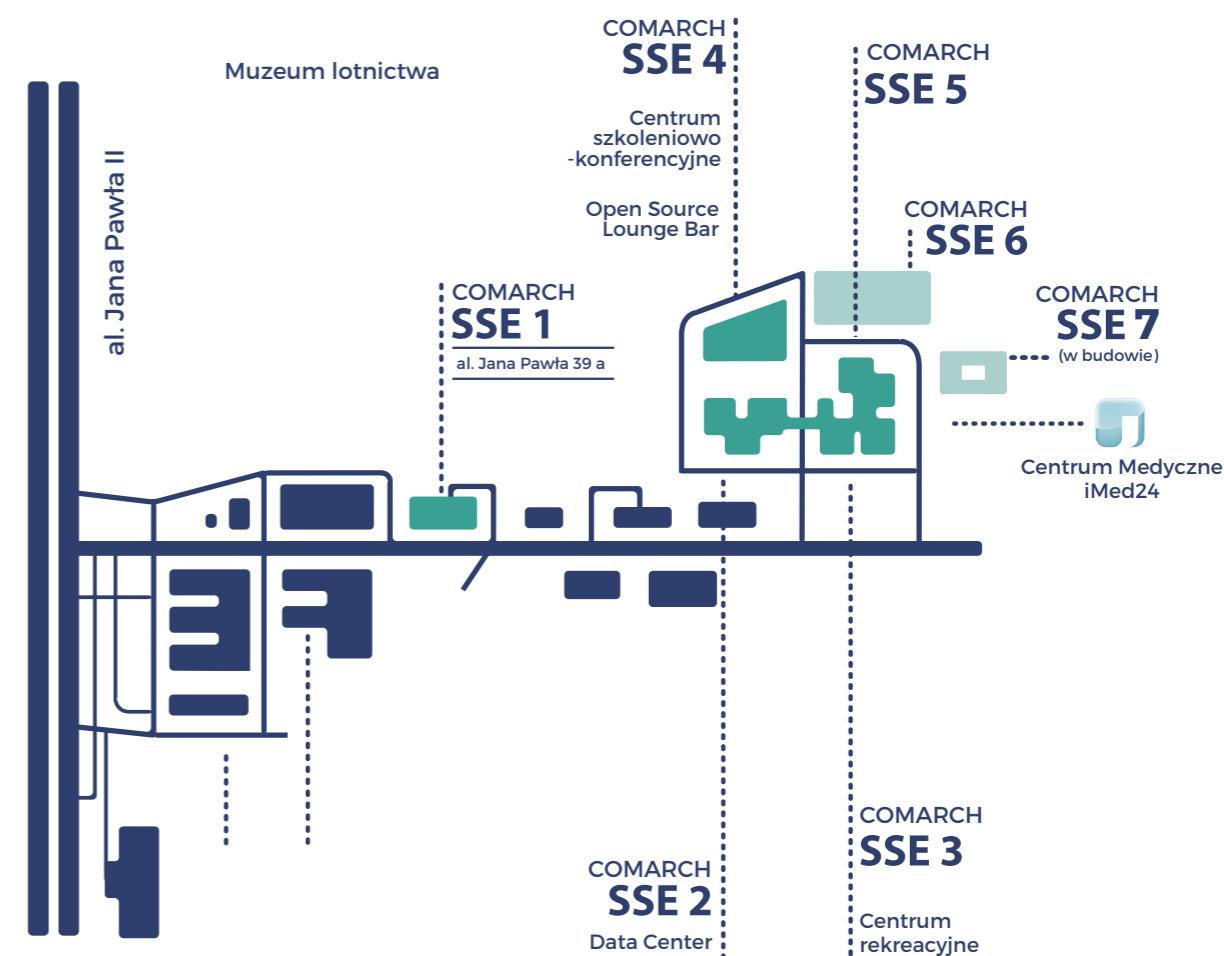 Muzeum lotnictwa
al. Jana Pawła II
COMARCH
SSE 4
Centrum
szkoleniowo
-konferencyjne
Open Source
Lounge Bar
COMARCH
SSE 5
COMARCH
SSE 6
COMARCH
SSE 1
al. Jana Pawła 39 a
COMARCH
SSE 7
(w budowie)
Centrum Medyczne
iMed24
COMARCH
SSE 2
Data Center
COMARCH
SSE 3
Centrum
rekreacyjne